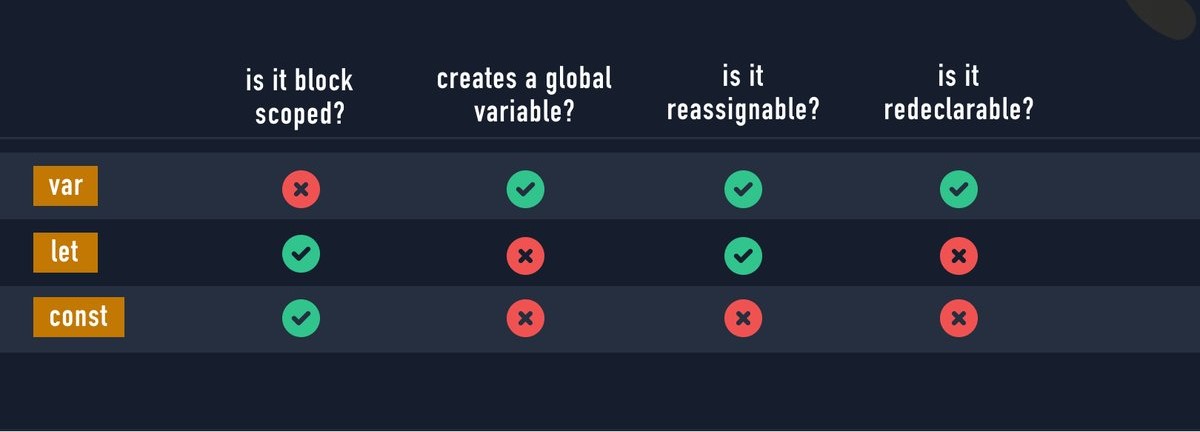 is it block
scoped?
creates a global
variable?
is it
reassignable?
is it
redeclarable?
var
let
const